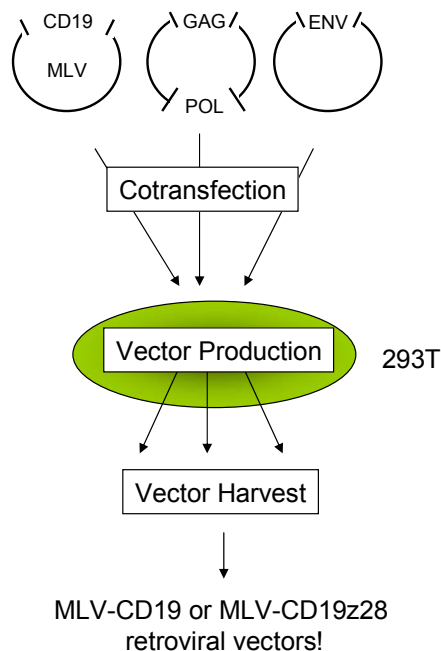 CD19
MLV
GAG
POL
ENV
Cotransfection
Vector Production
293T
Vector Harvest
MLV-CD19 or MLV-CD19z28
retroviral vectors!